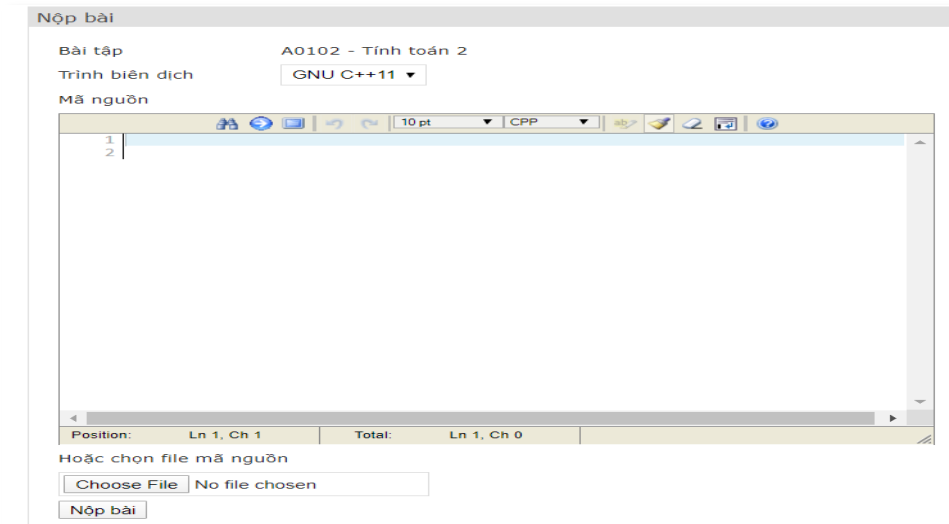 Nộp bài
Bài tập A0102 - Tính toán 2
Trình biên dịch GNU C++11
Mã nguồn
10 pt CPP
1
2
Position: Ln 1, Ch 1 Total: Ln 1, Ch 0
Hoặc chọn file mã nguồn
Choose File No file chosen
Nộp bài